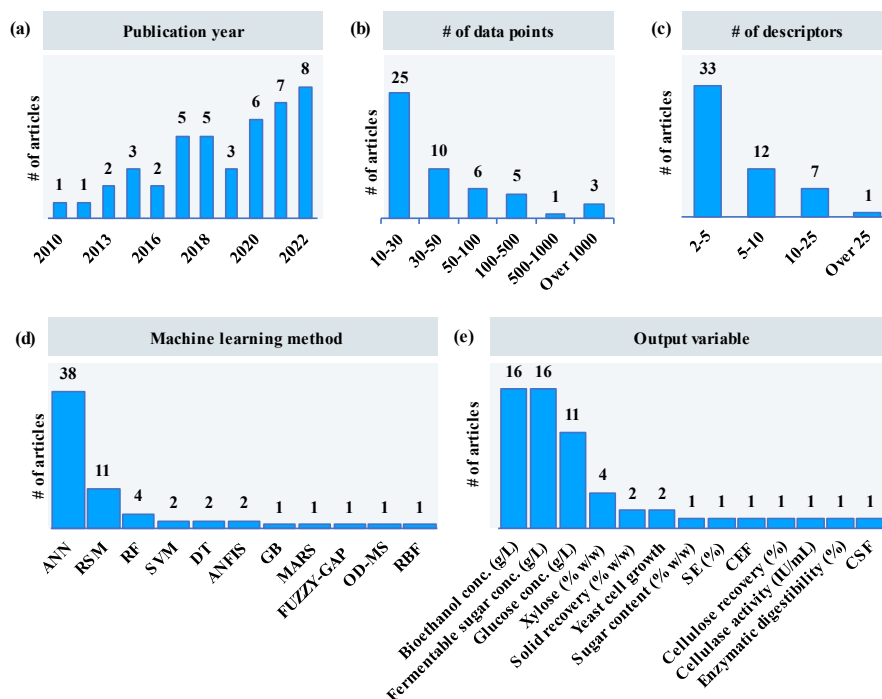 (a)
Publication year
# of articles
1
1
2
3
2
5
5
3
6
7
8
2010
2013
2016
2018
2020
2022
(b)
# of data points
25
10
6
5
1
3
10-30
30-50
50-100
100-500
500-1000
Over 1000
(c)
# of descriptors
# of articles
33
12
7
1
2-5
5-10
10-25
Over 25
(d)
Machine learning method
# of articles
38
11
4
2
2
2
1
1
1
1
1
ANN
RSM
RF
SVM
DT
ANFIS
GB
MARS
FUZZY-GAP
OD-MS
RBF
(e)
Output variable
# of articles
16
16
11
4
2
2
1
1
1
1
1
1
1
Bioethanol conc. (g/L)
Fermentable sugar conc. (g/L)
Glucose conc. (g/L)
Xylose (% w/w)
Solid recovery (% w/w)
Yeast cell growth
Sugar content (% w/w)
SE (%)
CEF
Cellulose recovery (%)
Cellulase activity (IU/mL)
Enzymatic digestibility (%)
CSF